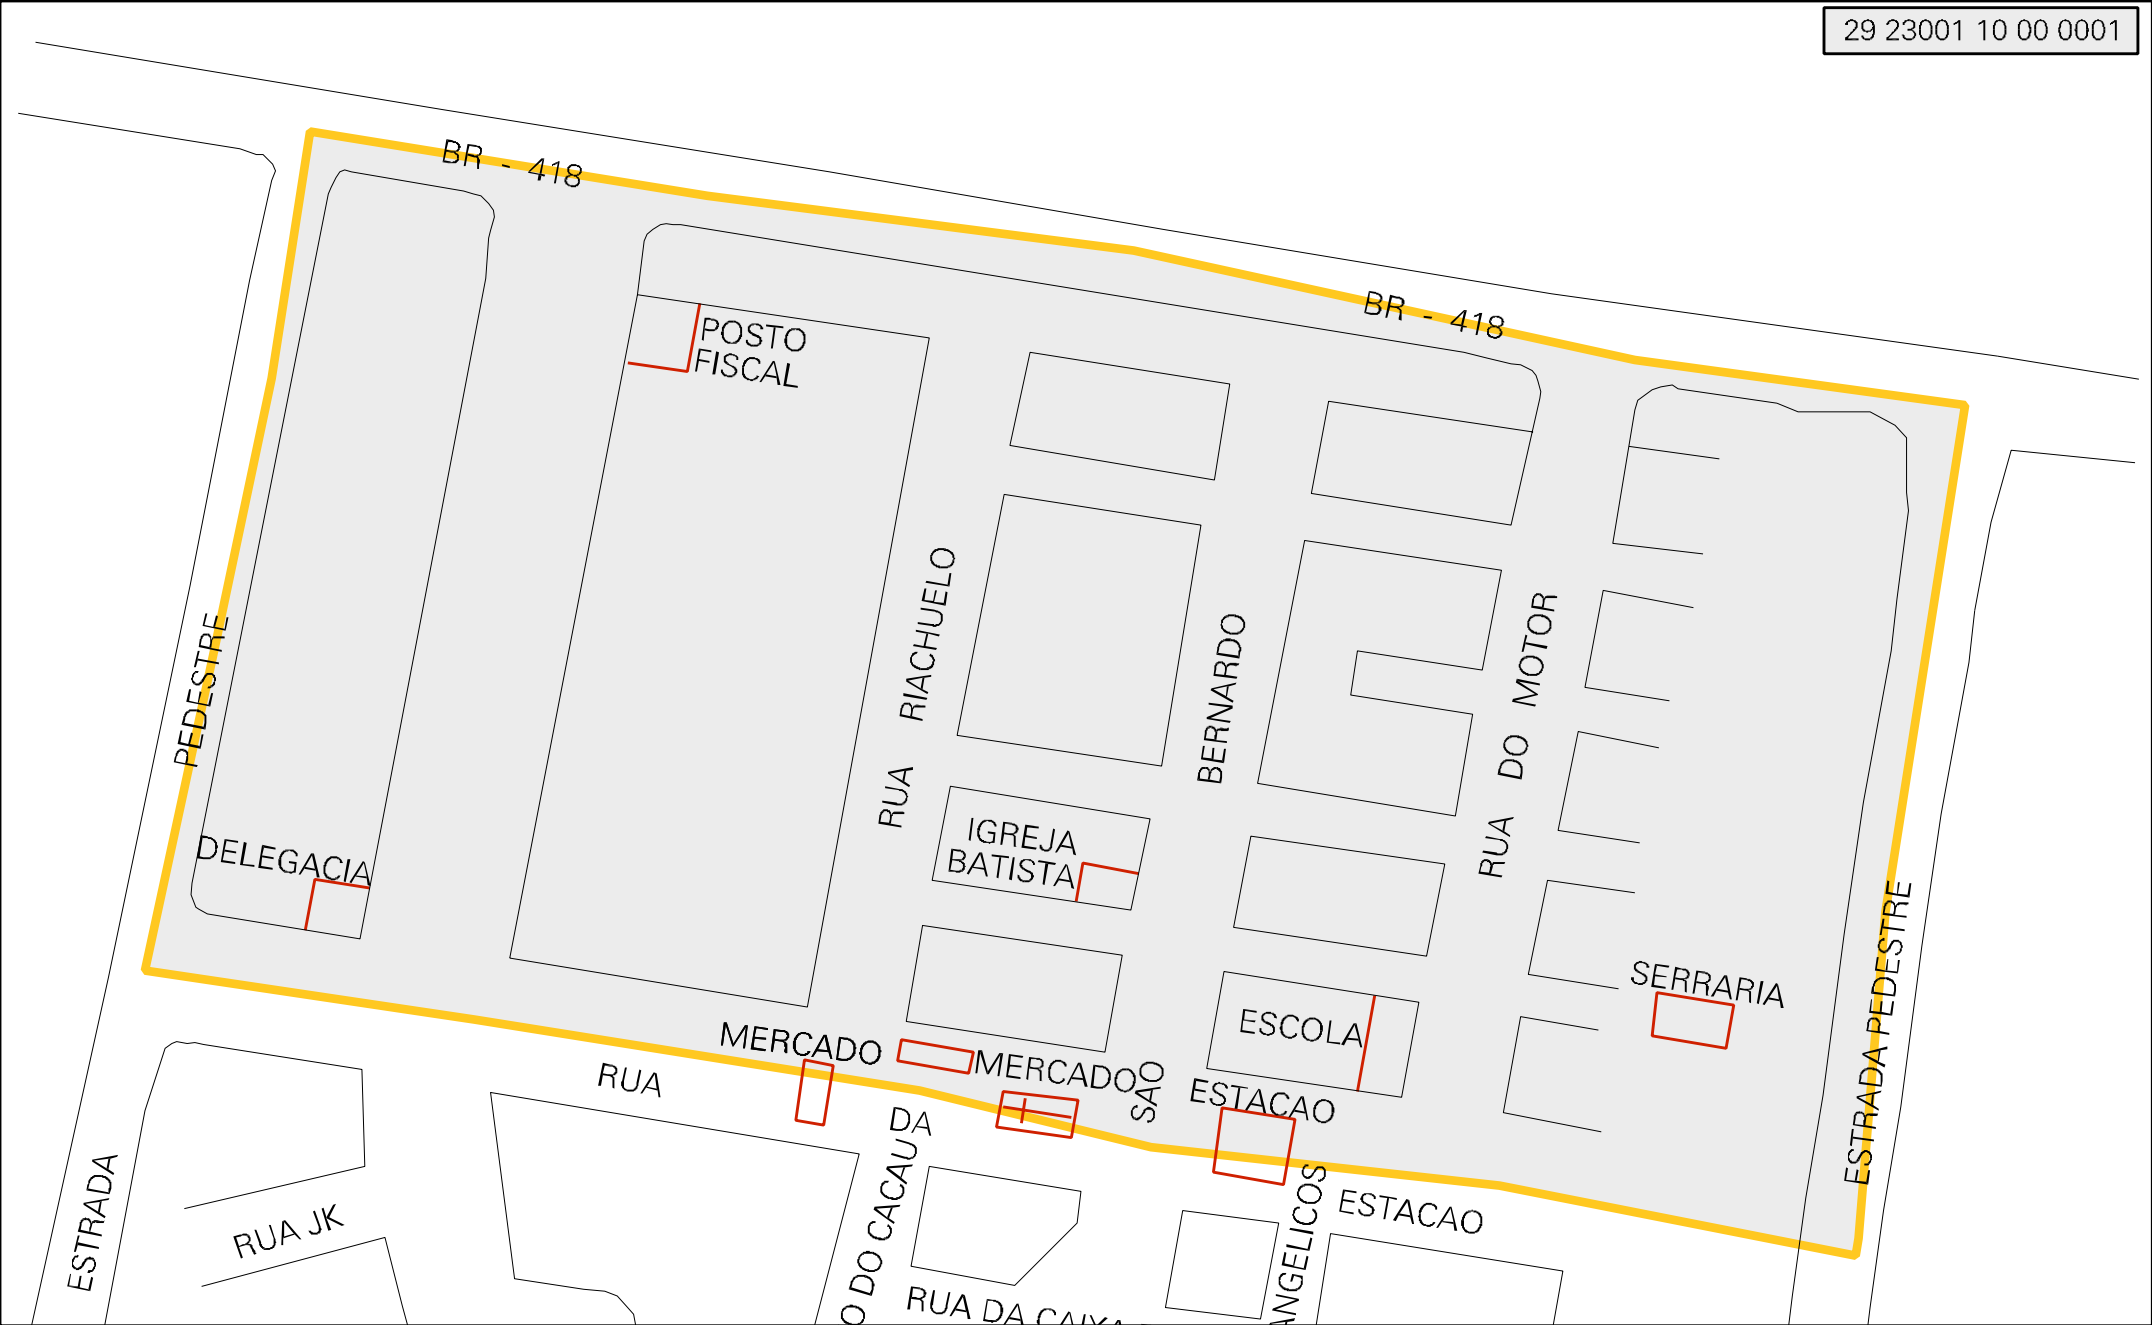 29 23001 10 00 0001
BR - 418
BR - 418
POSTO
FISCAL
RUA RIACHUELO
BERNARDO
RUA DO MOTOR
PEDESTRE
DELEGACIA
IGREJA
BATISTA
SERRARIA
ESCOLA
MERCADO
MERCADO
SAO
ESTACAO
ESTRADA PEDESTRE
RUA
DA
ESTACAO
ESTRADA
RUA JK
DO CACAU
ANGELICOS
RUA DA CAIXA